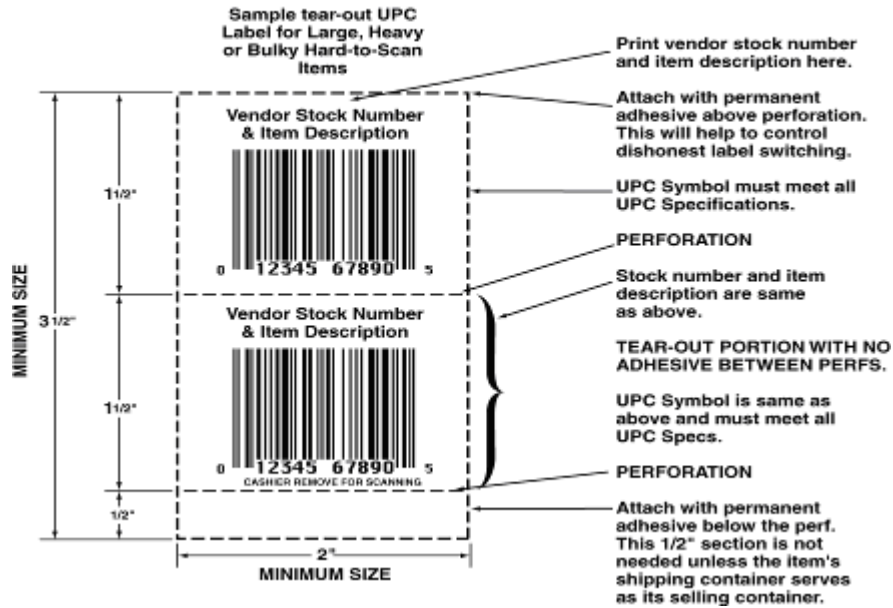 Sample tear-out UPC
Label for Large, Heavy
or Bulky Hard-to-Scan
Items
Print vendor stock number
and item description here.
Attach with permanent
adhesive above perforation.
This will help to control
dishonest label switching.
UPC Symbol must meet all
UPC Specifications.
PERFORATION
Stock number and item
description are same
as above.
TEAR-OUT PORTION WITH NO
ADHESIVE BETWEEN PERFS.
UPC Symbol is same as
above and must meet all
UPC Specs.
PERFORATION
Attach with permanent
adhesive below the perf.
This 1/2" section is not
needed unless the item's
shipping container serves
as its selling container.
Vendor Stock Number
& Item Description
0 12345 67890 5
Vendor Stock Number
& Item Description
0 12345 67890 5
CASHIER REMOVE FOR SCANNING
MINIMUM SIZE
3 1/2"
1 1/2"
1 1/2"
1/2"
2"
MINIMUM SIZE